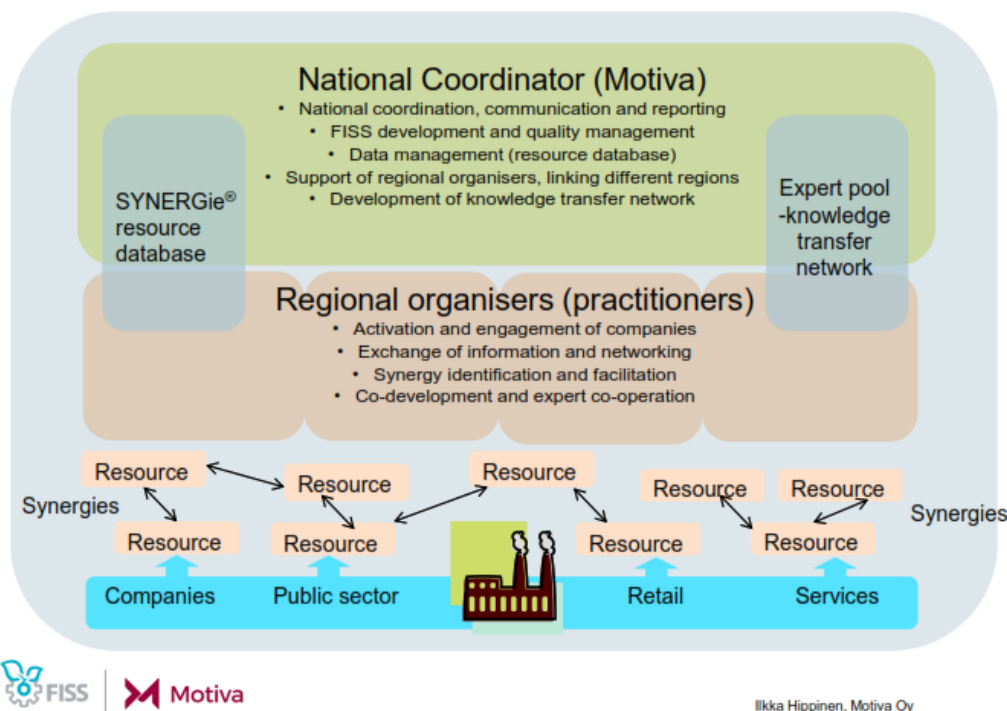 National Coordinator (Motiva)
• National coordination, communication and reporting
• FISS development and quality management
• Data management (resource database)
• Support of regional organisers, linking different regions
• Development of knowledge transfer network
SYNERGie®
resource
database
Expert pool
-knowledge
transfer
network
Regional organisers (practitioners)
• Activation and engagement of companies
• Exchange of information and networking
• Synergy identification and facilitation
• Co-development and expert co-operation
Resource
Resource
Resource
Resource
Resource
Synergies
Synergies
Resource
Resource
Resource
Resource
Companies
Public sector
Retail
Services
FISS
Motiva
Ilkka Hippinen, Motiva Oy